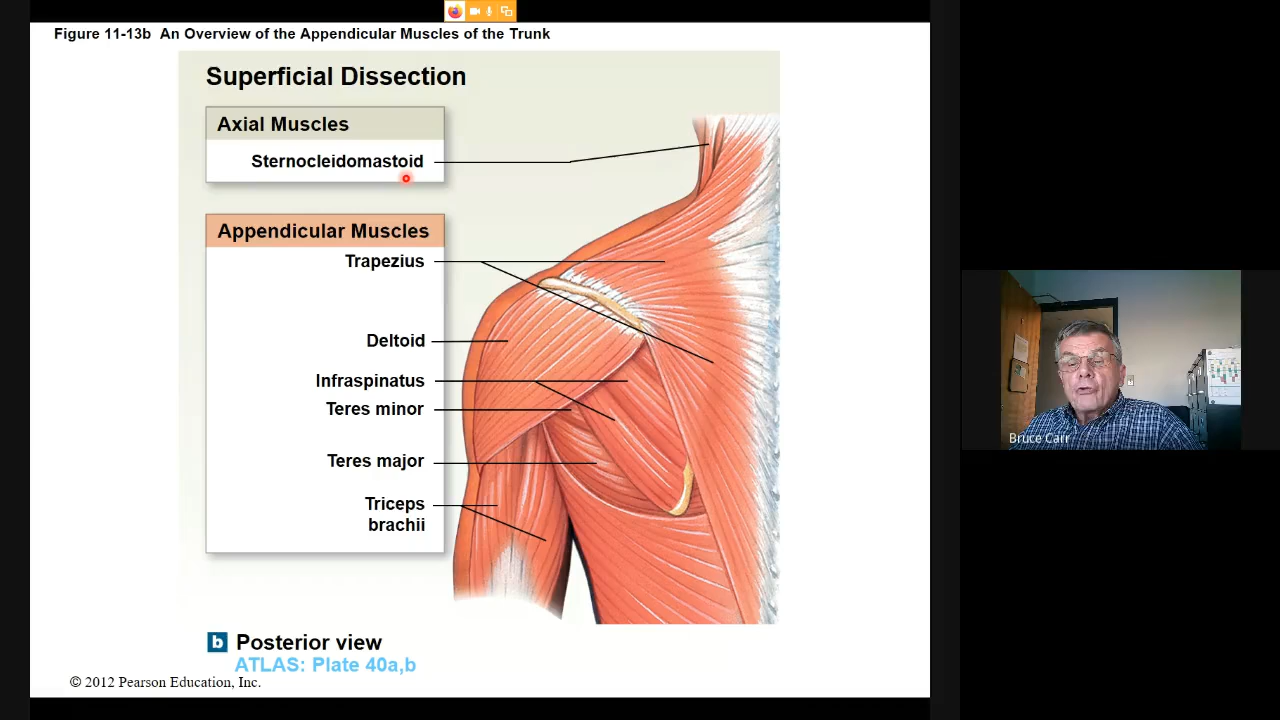 Figure 11-13b  An Overview of the Appendicular Muscles of the Trunk
Superficial Dissection
Axial Muscles
Sternocleidomastoid
Appendicular Muscles
Trapezius
Deltoid
Infraspinatus
Teres minor
Teres major
Triceps
brachii
b Posterior view
ATLAS: Plate 40a,b
© 2012 Pearson Education, Inc.
Bruce Carr